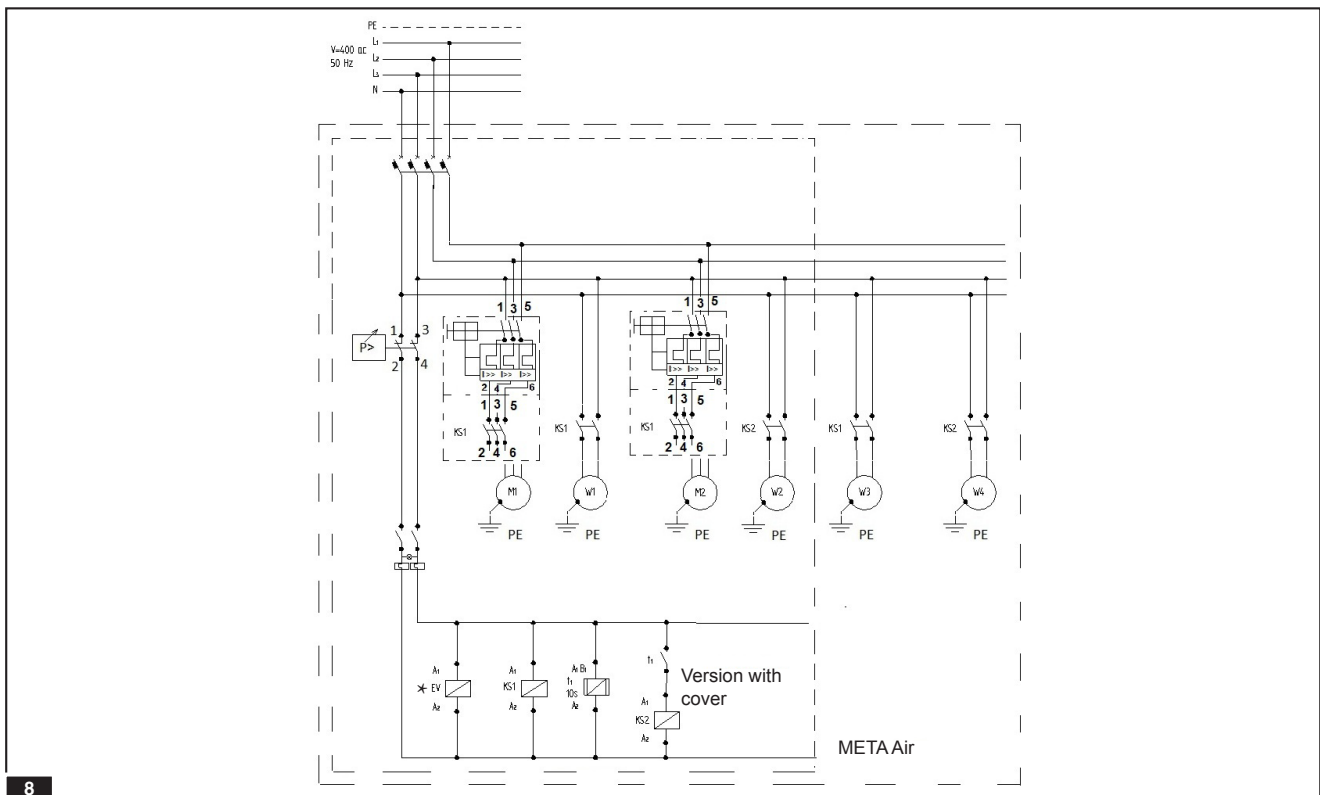 PE
L1
V=400 ac L2
50 Hz
L3
N
1 3 5
1 3 5
1 3
P>
2 4
I>> I>> I>>
I>> I>> I>>
2 4 6
2 4 6
1 3 5
1 3 5
KS1
KS1
KS1
KS2
KS1
KS2
2 4 6
2 4 6
M1
W1
M2
W2
W3
W4
PE
PE
PE
PE
PE
PE
A1
EV
A2
A1
KS1
A2
A1 B1
t1
10s
A2
t1
A1
KS2
A2
Version with
cover
META Air
8